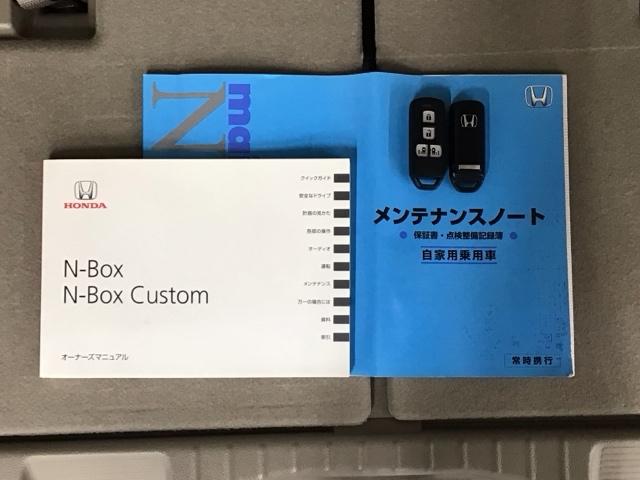 HONDA
N-Box
N-Box Custom
オーナーズマニュアル
クイックガイド
安全なドライブ
計器の見かた
各部の操作
オーディオ
運転
メンテナンス
万一の場合には
資料
索引
メンテナンスノート
保証書・点検整備記録簿
自家用乗用車
常時携行